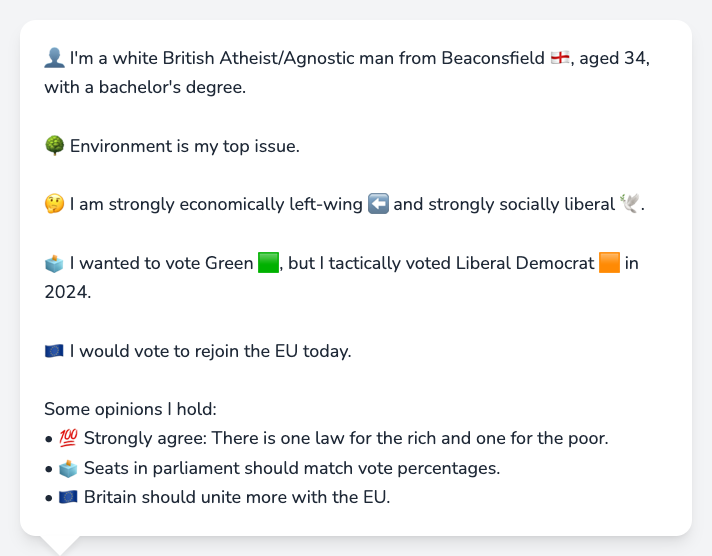 👤 I'm a white British Atheist/Agnostic man from Beaconsfield 🏴󠁧󠁢󠁥󠁮󠁧󠁿, aged 34,
with a bachelor's degree.
🌳 Environment is my top issue.
🤔 I am strongly economically left-wing ⬅️ and strongly socially liberal 🕊️.
🗳️ I wanted to vote Green 🟩, but I tactically voted Liberal Democrat 🟧 in
2024.
🇪🇺 I would vote to rejoin the EU today.
Some opinions I hold:
• 💯 Strongly agree: There is one law for the rich and one for the poor.
• 🗳️ Seats in parliament should match vote percentages.
• 🇪🇺 Britain should unite more with the EU.